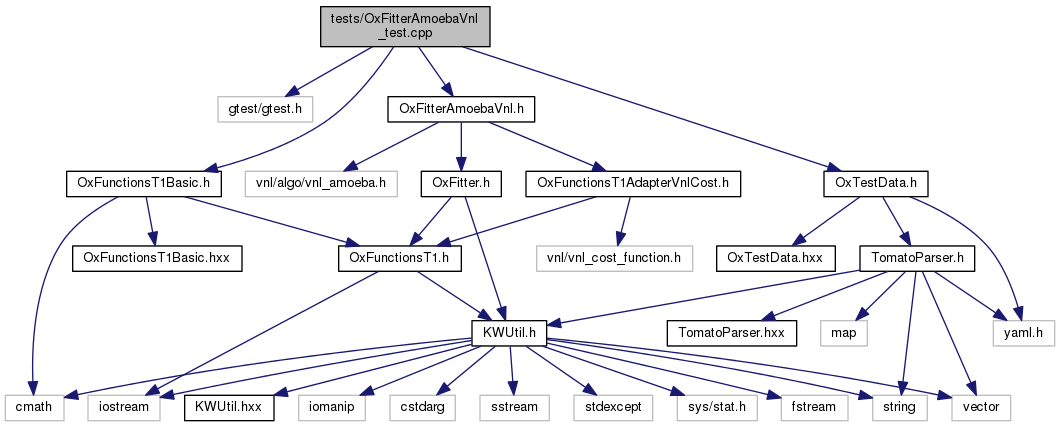 tests/OxFitterAmoebaVnl
_test.cpp
gtest/gtest.h
OxFitterAmoebaVnl.h
OxFunctionsT1Basic.h
vnl/algo/vnl_amoeba.h
OxFitter.h
OxFunctionsT1AdapterVnlCost.h
OxTestData.h
OxFunctionsT1Basic.hxx
OxFunctionsT1.h
vnl/vnl_cost_function.h
OxTestData.hxx
TomatoParser.h
KWUtil.h
TomatoParser.hxx
map
yaml.h
cmath
iostream
KWUtil.hxx
iomanip
cstdarg
sstream
stdexcept
sys/stat.h
fstream
string
vector